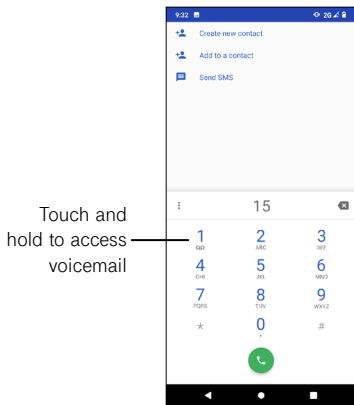 9:32 2G
Create new contact
Add to a contact
Send SMS
15
Touch and
hold to access
voicemail
1 2 3
ABC DEF
4 5 6
GHI JKL MNO
7 8 9
PQRS TUV WXYZ
* 0 #
+